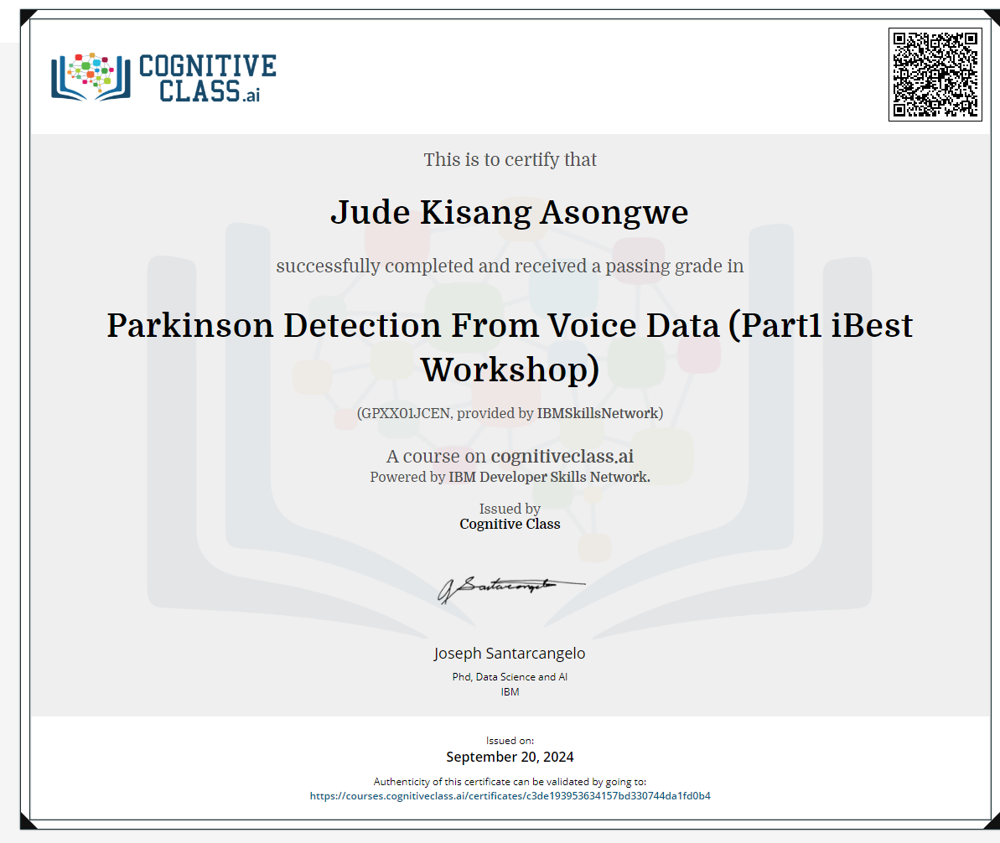 COGNITIVE
CLASS.ai
This is to certify that
Jude Kisang Asongwe
successfully completed and received a passing grade in
Parkinson Detection From Voice Data (Part1 iBest
Workshop)
(GPXX01JCEN, provided by IBMSkillsNetwork)
A course on cognitiveclass.ai
Powered by IBM Developer Skills Network.
Issued by
Cognitive Class
J Santarcangelo
Joseph Santarcangelo
Phd, Data Science and AI
IBM
Issued on:
September 20, 2024
Authenticity of this certificate can be validated by going to:
https://courses.cognitiveclass.ai/certificates/c3de193953634157bd330744da1fd0b4